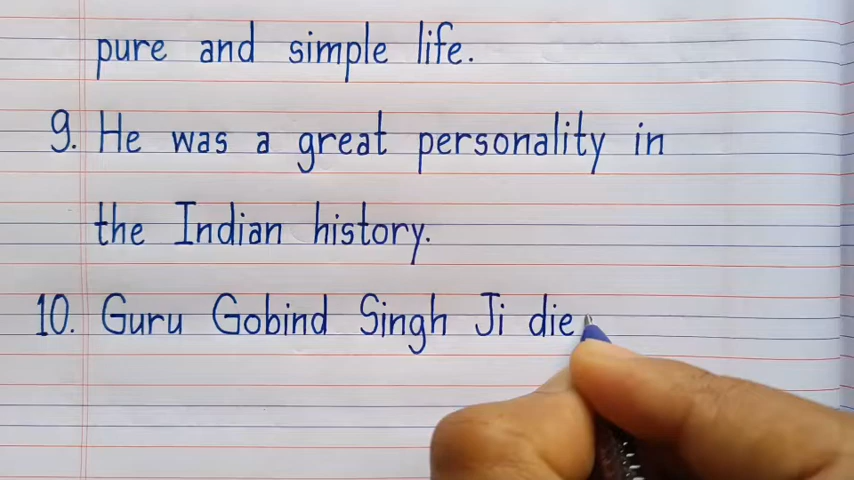 pure and simple life.
9. He was a great personality in
the Indian history.
10. Guru Gobind Singh Ji die